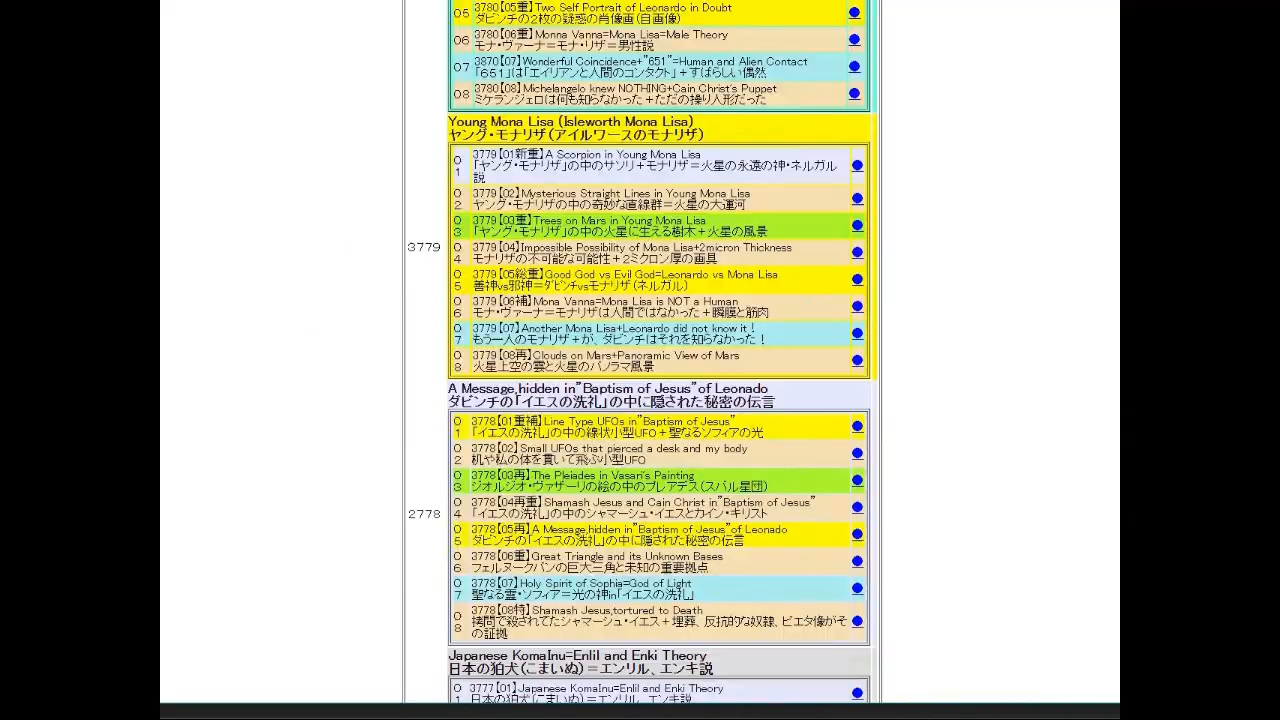 05 3780【05重】Two Self Portrait of Leonardo in Doubt
ダビンチの2枚の疑惑の肖像画(自画像)
06 3780【06重】Monna Vanna=Mona Lisa=Male Theory
モナ・ヴァーナ＝モナ・リザ＝男性説
07 3870【07】Wonderful Coincidence+"651"=Human and Alien Contact
「651」は「エイリアンと人間のコンタクト」＋すばらしい偶然
08 3780【08】Michelangelo knew NOTHING+Cain Christ's Puppet
ミケランジェロは何も知らなかった＋ただの操り人形だった
Young Mona Lisa (Isleworth Mona Lisa)
ヤング・モナリザ(アイルワースのモナリザ)
3779
01 3779【01新重】A Scorpion in Young Mona Lisa
「ヤング・モナリザ」の中のサソリ＋モナリザ＝火星の永遠の神・ネルガル
説
02 3779【02】Mysterious Straight Lines in Young Mona Lisa
ヤング・モナリザの中の奇妙な直線群＝火星の大運河
03 3779【03重】Trees on Mars in Young Mona Lisa
「ヤング・モナリザ」の中の火星に生える樹木＋火星の風景
04 3779【04】Impossible Possibility of Mona Lisa+2micron Thickness
モナリザの不可能な可能性＋2ミクロン厚の画具
05 3779【05総重】Good God vs Evil God=Leonardo vs Mona Lisa
善神vs邪神＝ﾀﾞﾋﾞﾝﾁvsモナリザ(ネルガル)
06 3779【06補】Mona Vanna=Mona Lisa is NOT a Human
モナ・ヴァーナ＝モナリザは人間ではなかった＋瞬膜と筋肉
07 3779【07】Another Mona Lisa+Leonardo did not know it！
もう一人のモナリザ＋が、ダビンチはそれを知らなかった！
08 3779【08再】Clouds on Mars+Panoramic View of Mars
火星上空の雲と火星のパノラマ風景
A Message,hidden in"Baptism of Jesus"of Leonado
ダビンチの「イエスの洗礼」の中に隠された秘密の伝言
2778
01 3778【01重補】Line Type UFOs in"Baptism of Jesus"
「イエスの洗礼」の中の線状小型UFO＋聖なるソフィアの光
02 3778【02】Small UFOs that pierced a desk and my body
机や私の体を貫いて飛ぶ小型UFO
03 3778【03再】The Pleiades in Vasari's Painting
ジオルジオ・ヴァザーリの絵の中のプレアデス(スバル星団)
04 3778【04再重】Shamash Jesus and Cain Christ in"Baptism of Jesus"
「イエスの洗礼」の中のシャマーシュ・イエスとカイン・キリスト
05 3778【05再】A Message,hidden in"Baptism of Jesus"of Leonado
ダビンチの「イエスの洗礼」の中に隠された秘密の伝言
06 3778【06重】Great Triangle and its Unknown Bases
フェルヌークバンの巨大三角と未知の重要拠点
07 3778【07】Holy Spirit of Sophia=God of Light
聖なる霊・ソフィア＝光の神in「イエスの洗礼」
08 3778【08特】Shamash Jesus,tortured to Death
拷問で殺されてたシャマーシュ・イエス＋埋葬、反抗的な奴隷、ピエタ像がそ
の証拠
Japanese KomaInu=Enlil and Enki Theory
日本の狛犬(こまいぬ)＝エンリル、エンキ説
01 3777【01】Japanese KomaInu=Enlil and Enki Theory
日本の狛犬(こまいぬ)＝エンリル、エンキ説